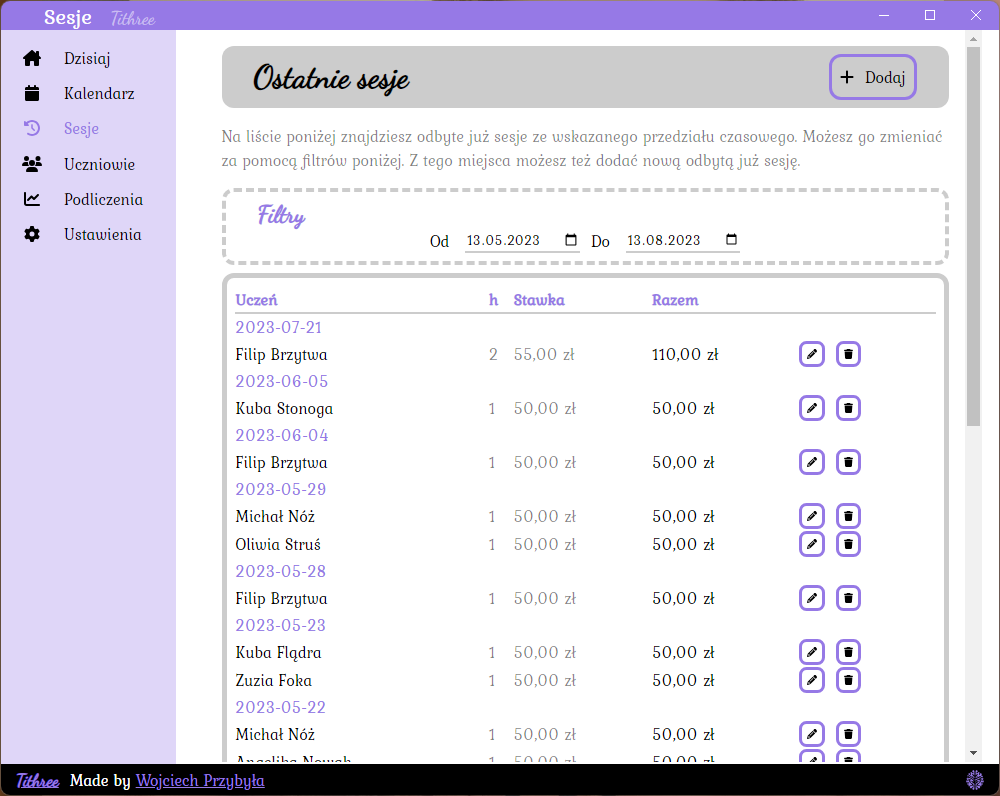 Sesje Tithree
Dzisiaj
Kalendarz
Sesje
Uczniowie
Podliczenia
Ustawienia
Ostatnie sesje
Dodaj
Na liście poniżej znajdziesz odbyte już sesje ze wskazanego przedziału czasowego. Możesz go zmieniać
za pomocą filtrów poniżej. Z tego miejsca możesz też dodać nową odbytą już sesję.
Filtry
Od 13.05.2023 Do 13.08.2023
Uczeń h Stawka Razem
2023-07-21
Filip Brzytwa 2 55,00 zł 110,00 zł
2023-06-05
Kuba Stonoga 1 50,00 zł 50,00 zł
2023-06-04
Filip Brzytwa 1 50,00 zł 50,00 zł
2023-05-29
Michał Nóż 1 50,00 zł 50,00 zł
Oliwia Struś 1 50,00 zł 50,00 zł
2023-05-28
Filip Brzytwa 1 50,00 zł 50,00 zł
2023-05-23
Kuba Flądra 1 50,00 zł 50,00 zł
Zuzia Foka 1 50,00 zł 50,00 zł
2023-05-22
Michał Nóż 1 50,00 zł 50,00 zł
Angelika Nowak 1 50,00 zł 50,00 zł
Tithree Made by Wojciech Przybyła